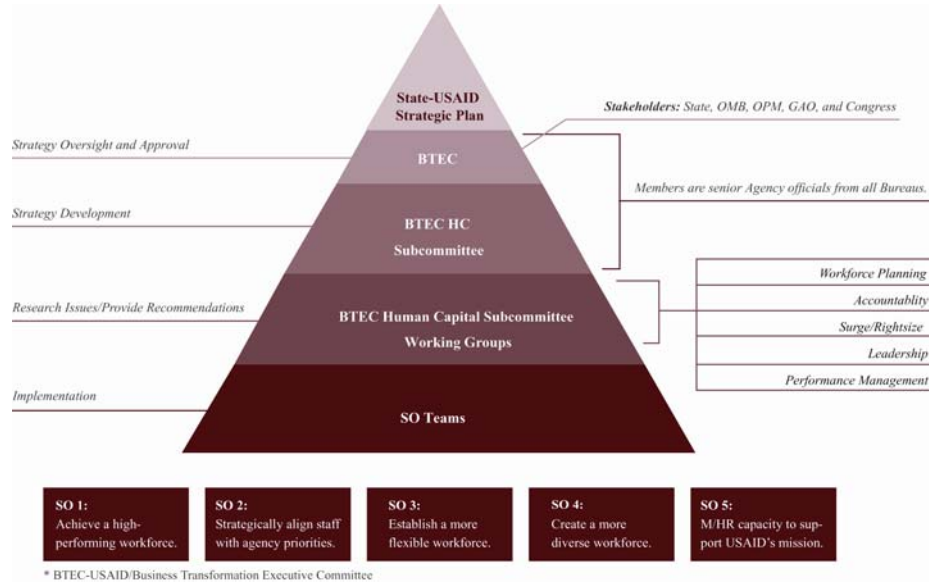 State-USAID
Strategic Plan
Stakeholders: State, OMB, OPM, GAO, and Congress
Strategy Oversight and Approval
BTEC
Members are senior Agency officials from all Bureaus.
Strategy Development
BTEC HC
Subcommittee
Workforce Planning
Accountablity
Surge/Rightsize
Leadership
Performance Management
Research Issues/Provide Recommendations
BTEC Human Capital Subcommittee
Working Groups
Implementation
SO Teams
SO 1:
Achieve a high-
performing workforce.
SO 2:
Strategically align staff
with agency priorities.
SO 3:
Establish a more
flexible workforce.
SO 4:
Create a more
diverse workforce.
SO 5:
M/HR capacity to sup-
port USAID's mission.
* BTEC-USAID/Business Transformation Executive Committee